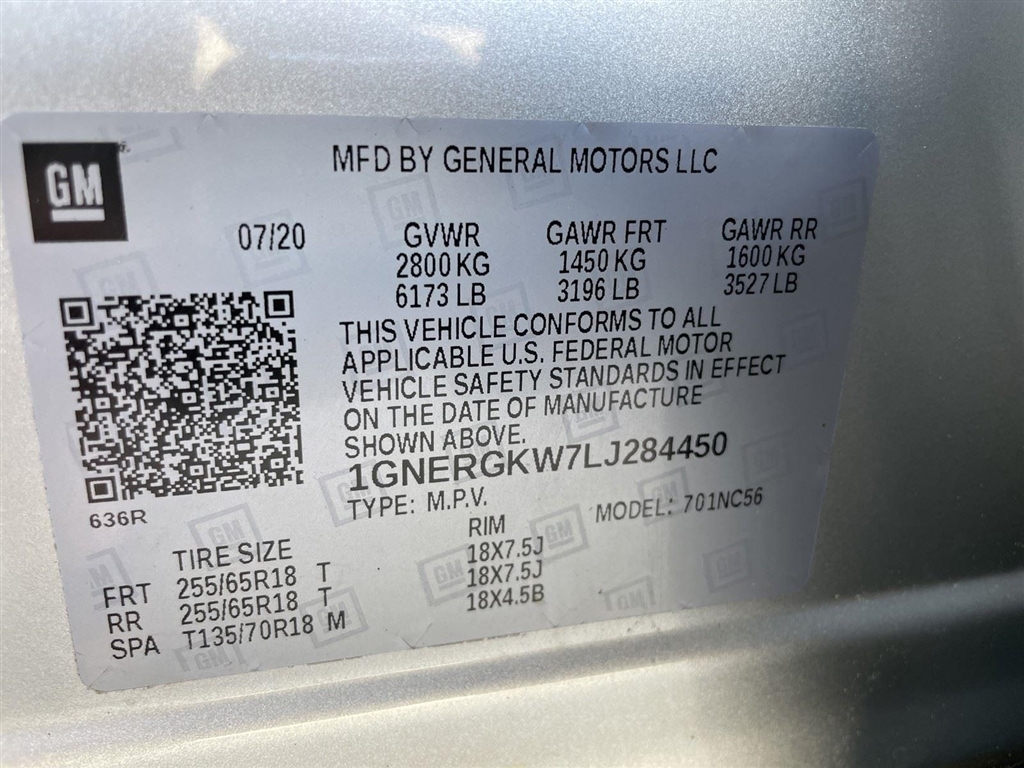 GM
MFD BY GENERAL MOTORS LLC
07/20
GVWR GAWR FRT GAWR RR
2800 KG 1450 KG 1600 KG
6173 LB 3196 LB 3527 LB
THIS VEHICLE CONFORMS TO ALL
APPLICABLE U.S. FEDERAL MOTOR
VEHICLE SAFETY STANDARDS IN EFFECT
ON THE DATE OF MANUFACTURE
SHOWN ABOVE.
1GNERGKW7LJ284450
TYPE: M.P.V. MODEL: 701NC56
636R
TIRE SIZE RIM
FRT 255/65R18 T 18X7.5J
RR 255/65R18 T 18X7.5J
SPA T135/70R18 M 18X4.5B